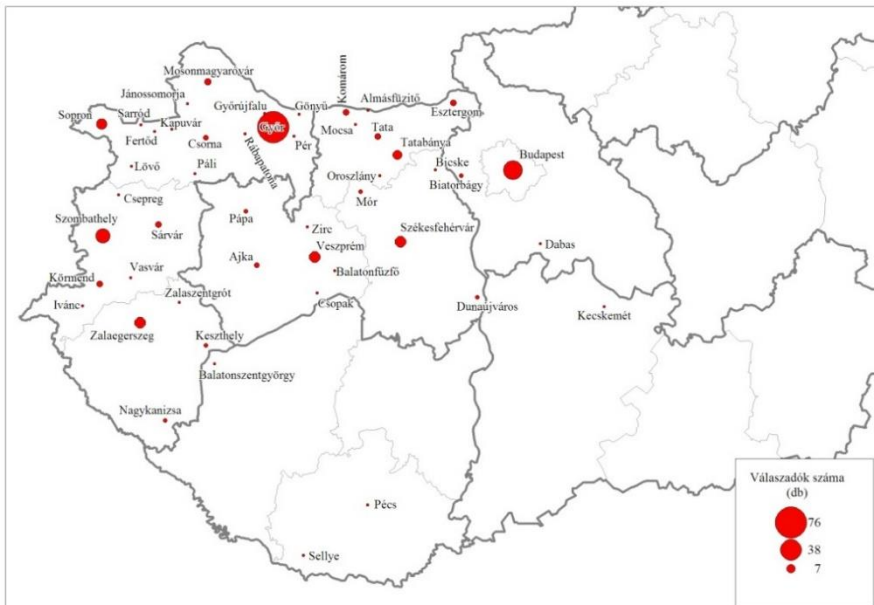 Mosonmagyaróvár
Jánossomorja
Sopron
Sarród
Győrújfalu
Gönyü
Komárom
Almásfüzitő
Esztergom
Fertőd
Kapuvár
Csorna
Győr
Rábapatona
Pér
Mocsa
Tata
Tatabánya
Lövő
Páli
Oroszlány
Bicske
Biatorbágy
Budapest
Csepreg
Mór
Szombathely
Sárvár
Pápa
Zirc
Székesfehérvár
Veszprém
Ajka
Balatonfűzfő
Dabas
Körmend
Vasvár
Zalaszentgrót
Csopak
Dunaújváros
Kecskemét
Ivánc
Zalaegerszeg
Keszthely
Balatonszentgyörgy
Nagykanizsa
Pécs
Sellye
Válaszadók száma
(db)
76
38
7